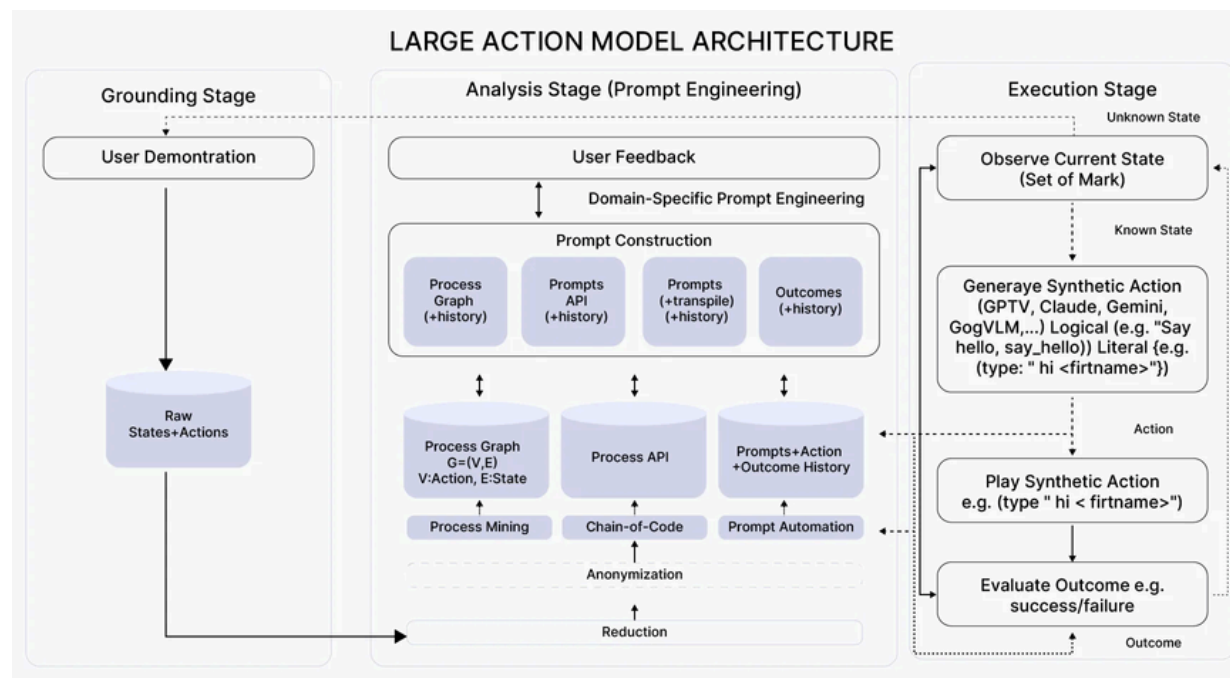 LARGE ACTION MODEL ARCHITECTURE
Grounding Stage
User Demontration
Raw
States+Actions
Analysis Stage (Prompt Engineering)
User Feedback
Domain-Specific Prompt Engineering
Prompt Construction
Process
Graph
(+history)
Prompts
API
(+history)
Prompts
(+transpile)
(+history)
Outcomes
(+history)
Process Graph
G=(V,E)
V:Action, E:State
Process API
Prompts+Action
+Outcome History
Process Mining
Chain-of-Code
Prompt Automation
Anonymization
Reduction
Execution Stage
Unknown State
Observe Current State
(Set of Mark)
Known State
Generaye Synthetic Action
(GPTV, Claude, Gemini,
GogVLM,...) Logical (e.g. "Say
hello, say_hello)) Literal {e.g.
(type: " hi <firtname>"})
Action
Play Synthetic Action
e.g. (type " hi < firtname>")
Evaluate Outcome e.g.
success/failure
Outcome